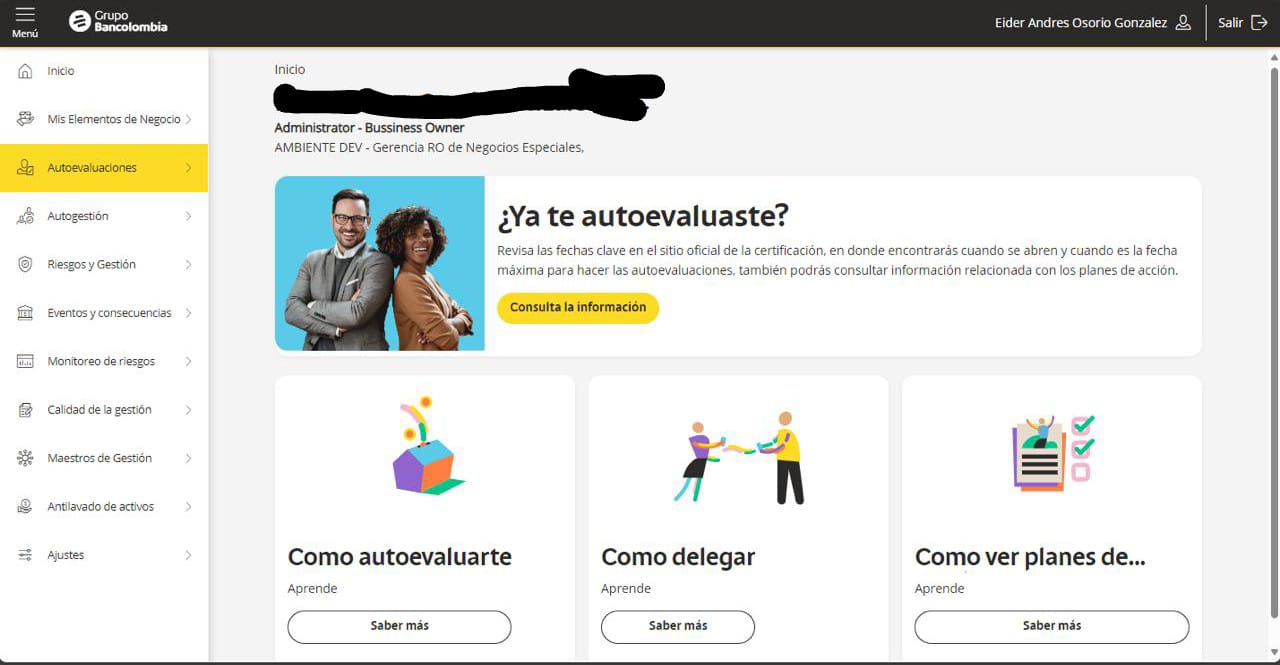 Menú
Grupo
Bancolombia
Eider Andres Osorio Gonzalez
Salir
Inicio
Mis Elementos de Negocio
Autoevaluaciones
Autogestión
Riesgos y Gestión
Eventos y consecuencias
Monitoreo de riesgos
Calidad de la gestión
Maestros de Gestión
Antilavado de activos
Ajustes
Inicio
Administrator - Bussiness Owner
AMBIENTE DEV - Gerencia RO de Negocios Especiales,
¿Ya te autoevaluaste?
Revisa las fechas clave en el sitio oficial de la certificación, en donde encontrarás cuando se abren y cuando es la fecha
máxima para hacer las autoevaluaciones, también podrás consultar información relacionada con los planes de acción.
Consulta la información
Como autoevaluarte
Aprende
Saber más
Como delegar
Aprende
Saber más
Como ver planes de...
Aprende
Saber más